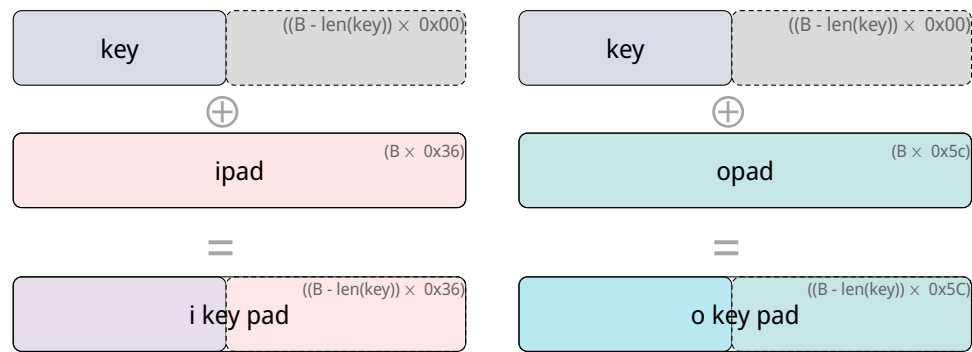 ((B - len(key)) × 0x00) ((B - len(key)) × 0x00)
key key
⊕ ⊕
(B × 0x36) (B × 0x5c)
ipad opad
= =
((B - len(key)) × 0x36) ((B - len(key)) × 0x5C)
i key pad o key pad